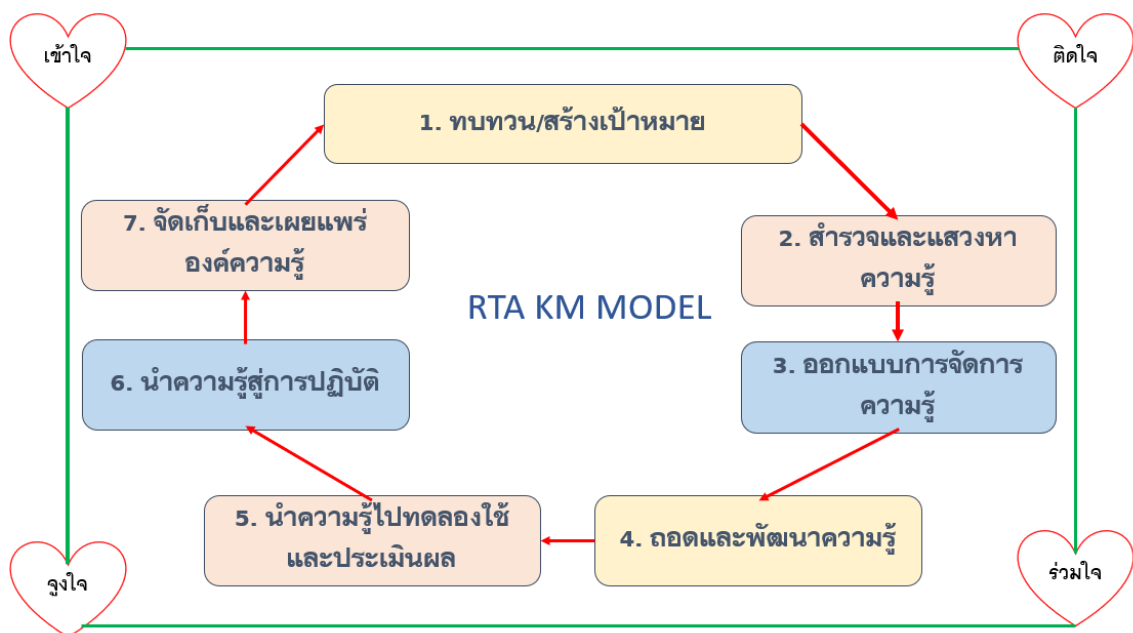 เข้าใจ
ติดใจ
1. ทบทวน/สร้างเป้าหมาย
7. จัดเก็บและเผยแพร่
องค์ความรู้
2. สำรวจและแสวงหา
ความรู้
RTA KM MODEL
6. นำความรู้สู่การปฏิบัติ
3. ออกแบบการจัดการ
ความรู้
5. นำความรู้ไปทดลองใช้
และประเมินผล
4. ถอดและพัฒนาความรู้
จูงใจ
ร่วมใจ